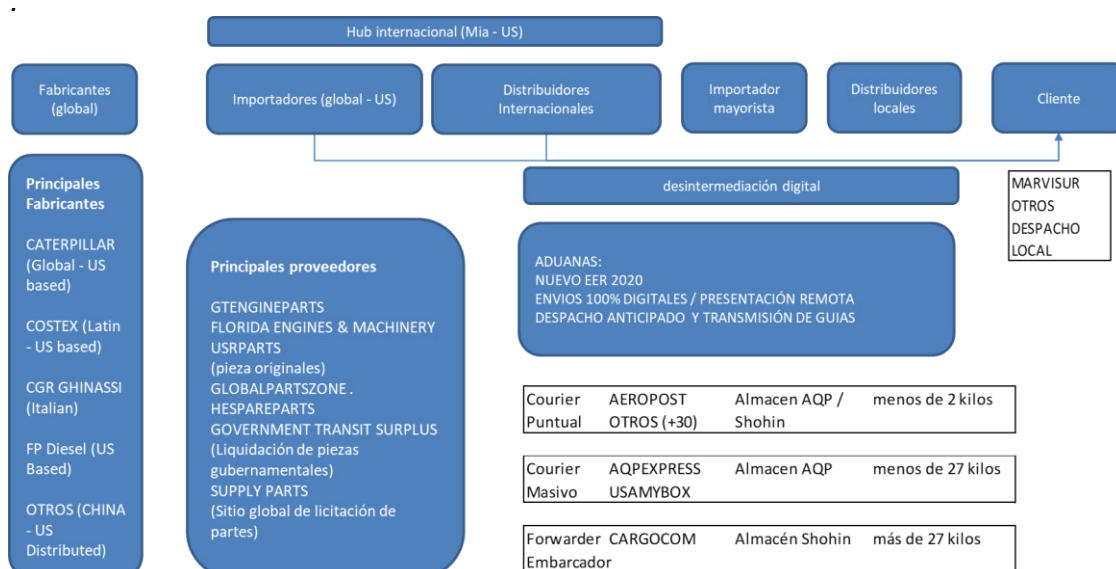 .
Hub internacional (Mia - US)
Fabricantes
(global)
Importadores (global - US)
Distribuidores
Internacionales
Importador
mayorista
Distribuidores
locales
Cliente
desintermediación digital
Principales
Fabricantes
CATERPILLAR
(Global - US
based)
COSTEX (Latin
- US based)
CGR GHINASSI
(Italian)
FP Diesel (US
Based)
OTROS (CHINA
- US
Distributed)
Principales proveedores
GTENGINEPARTS
FLORIDA ENGINES & MACHINERY
USRPARTS
(pieza originales)
GLOBALPARTSZONE .
HESPAREPARTS
GOVERNMENT TRANSIT SURPLUS
(Liquidación de piezas
gubernamentales)
SUPPLY PARTS
(Sitio global de licitación de
partes)
ADUANAS:
NUEVO EER 2020
ENVIOS 100% DIGITALES / PRESENTACIÓN REMOTA
DESPACHO ANTICIPADO Y TRANSMISIÓN DE GUIAS
MARVISUR
OTROS
DESPACHO
LOCAL
Courier AEROPOST Almacen AQP / menos de 2 kilos
Puntual OTROS (+30) Shohin
Courier AQPEXPRESS Almacen AQP menos de 27 kilos
Masivo USAMYBOX
Forwarder CARGOCOM Almacén Shohin más de 27 kilos
Embarcador